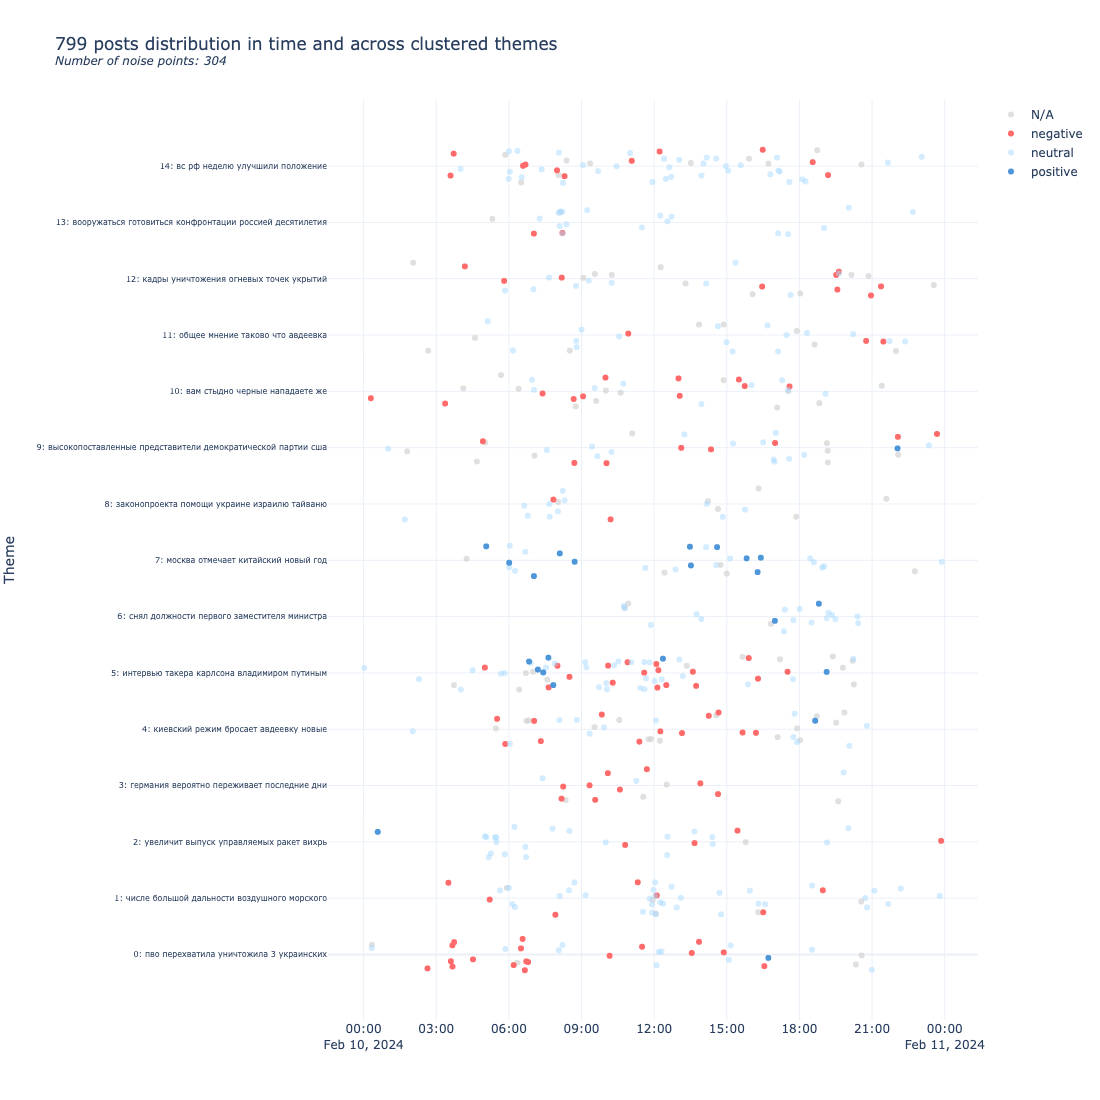 799 posts distribution in time and across clustered themes
Number of noise points: 304
N/A
negative
neutral
positive
Theme
14: вс рф неделю улучшили положение
13: вооружаться готовиться конфронтации россией десятилетия
12: кадры уничтожения огневых точек укрытий
11: общее мнение таково что авдеевка
10: вам стыдно черные нападаете же
9: высокопоставленные представители демократической партии сша
8: законопроекта помощи украине израилю тайваню
7: москва отмечает китайский новый год
6: снял должности первого заместителя министра
5: интервью такера карлсона владимиром путиным
4: киевский режим бросает авдеевку новые
3: германия вероятно переживает последние дни
2: увеличит выпуск управляемых ракет вихрь
1: числе большой дальности воздушного морского
0: пво перехватила уничтожила 3 украинских
00:00 03:00 06:00 09:00 12:00 15:00 18:00 21:00 00:00
Feb 10, 2024 Feb 11, 2024